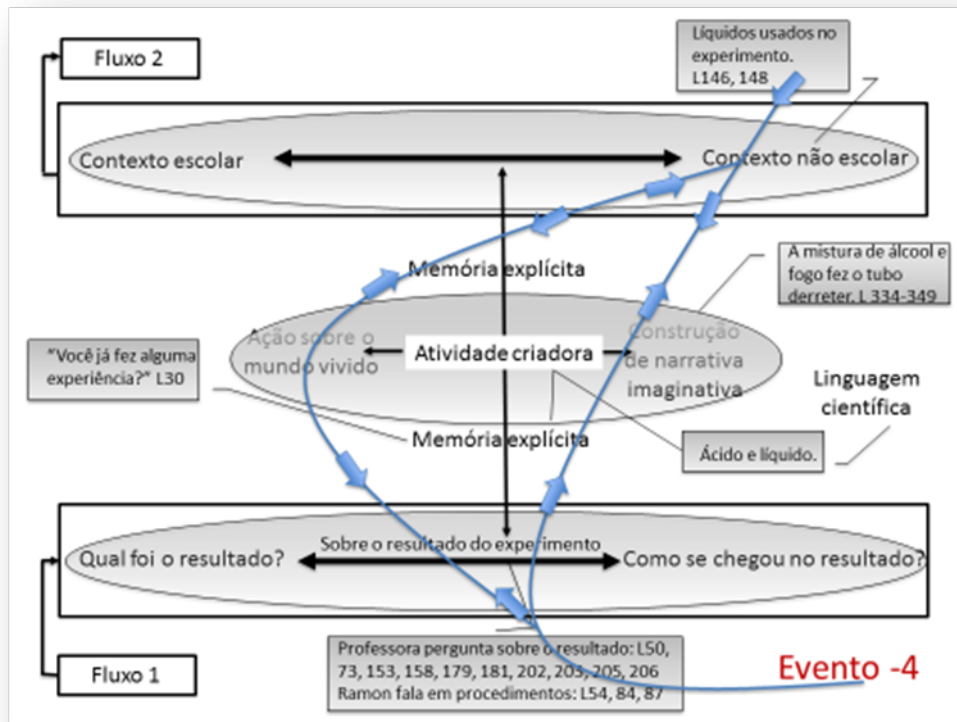 Líquidos usados no
experimento.
L146, 148
Fluxo 2
Contexto escolar
Contexto não escolar
Memória explícita
A mistura de álcool e
fogo fez o tubo
derreter. L 334-349
Ação sobre o
mundo vivido
Atividade criadora
Construção
de narrativa
imaginativa
"Você já fez alguma
experiência?" L30
Linguagem
científica
Memória explícita
Ácido e líquido.
Sobre o resultado do experimento
Qual foi o resultado?
Como se chegou no resultado?
Professora pergunta sobre o resultado: L50,
73, 153, 158, 179, 181, 202, 203, 205, 206
Ramon fala em procedimentos: L54, 84, 87
Fluxo 1
Evento -4